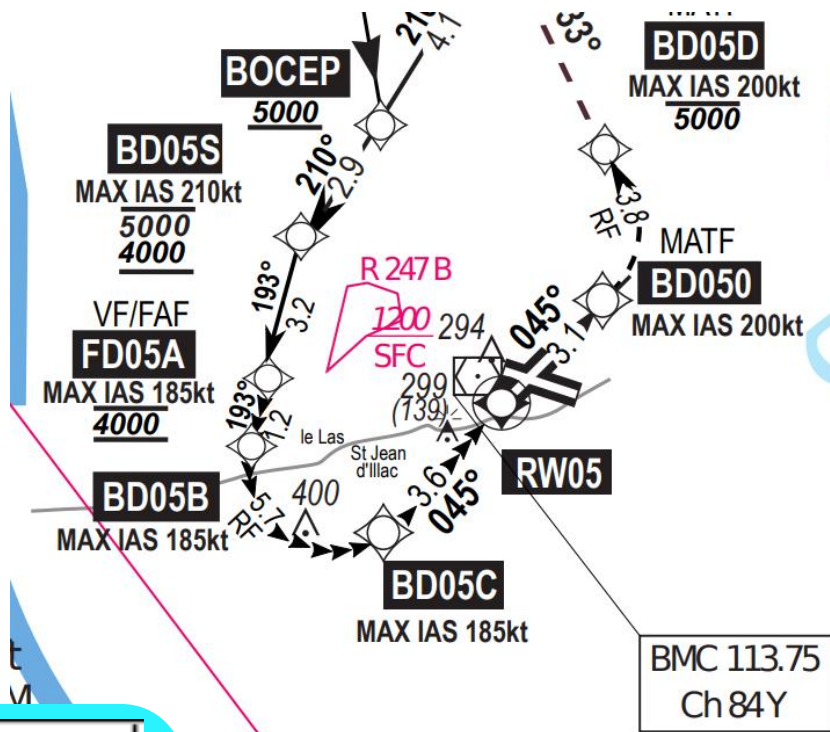 210°
4.1
33°
BD05D
MAX IAS 200kt
5000
BOCEP
5000
BD05S
MAX IAS 210kt
5000
4000
210°
2.9
3.8
RF
MATF
BD050
MAX IAS 200kt
193°
3.2
R 247 B
1200
SFC
294
045°
3.1
VF/FAF
FD05A
MAX IAS 185kt
4000
193°
1.2
299
(139)
le Las
St Jean
d'Illac
RW05
BD05B
MAX IAS 185kt
5.7
RF
400
3.6
045°
BD05C
MAX IAS 185kt
BMC 113.75
Ch 84 Y
t
M